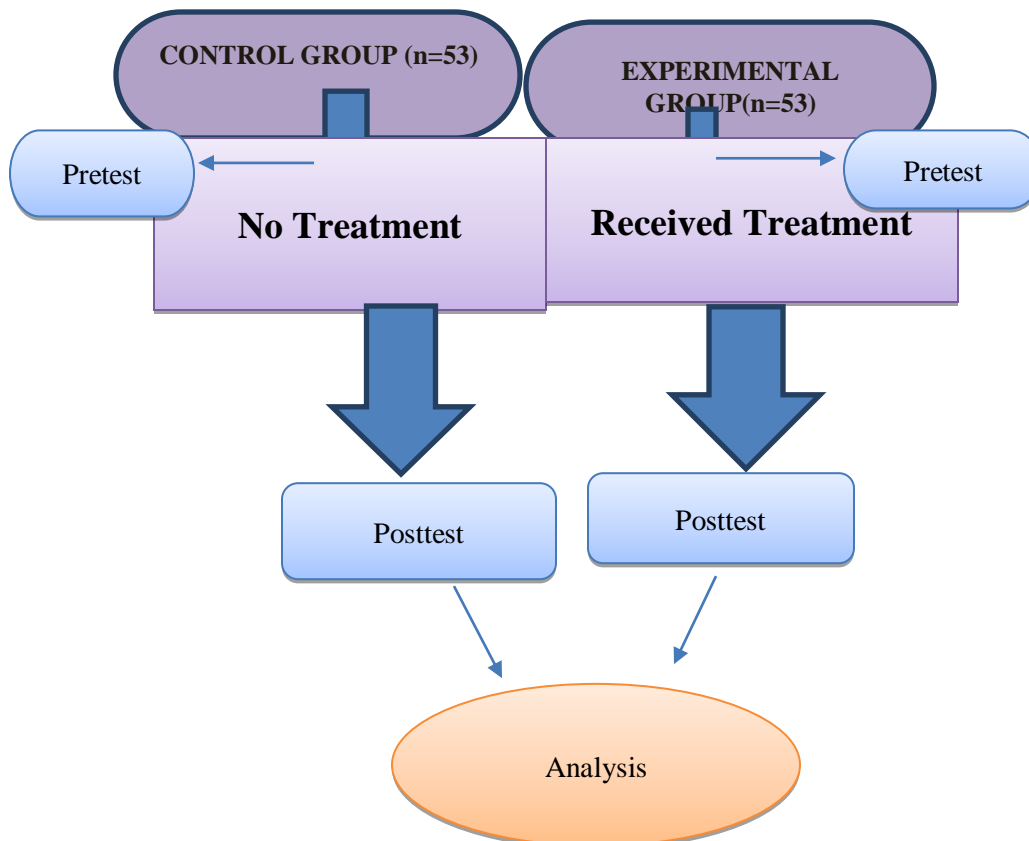 CONTROL GROUP (n=53)
EXPERIMENTAL
GROUP(n=53)
Pretest
Pretest
No Treatment
Received Treatment
Posttest
Posttest
Analysis